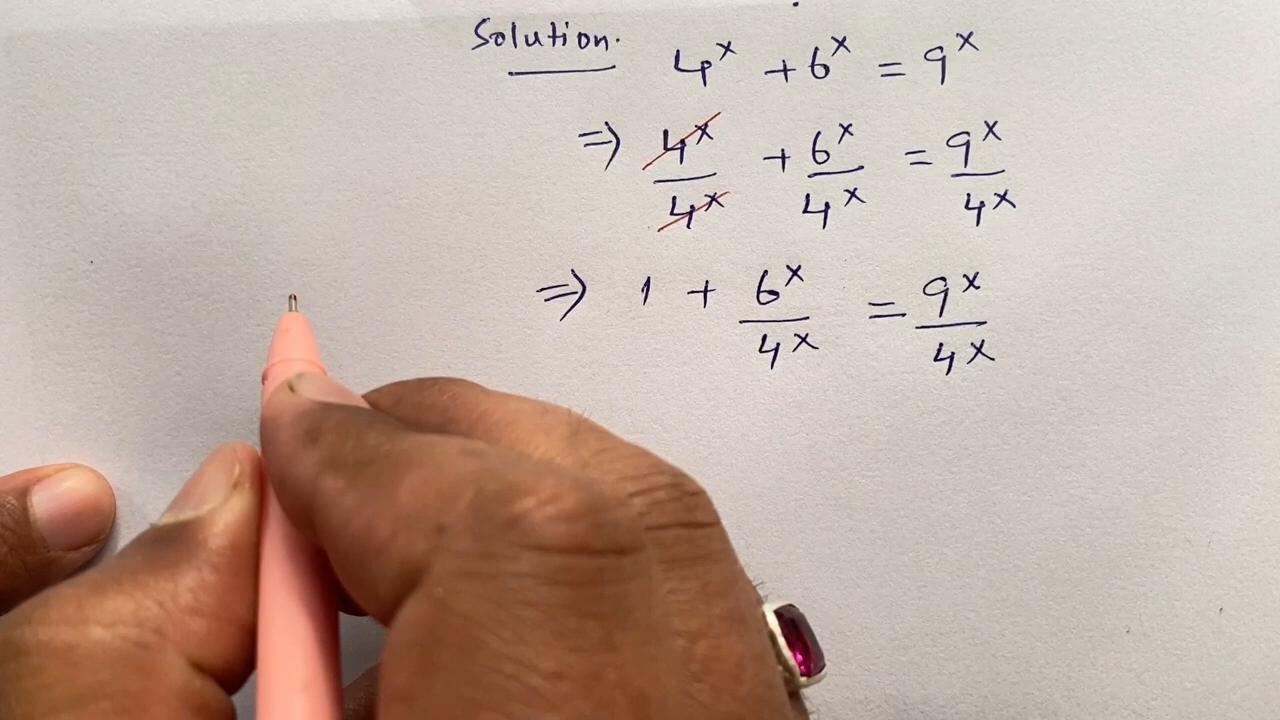 Solution. 4^x + 6^x = 9^x
⇒ 4^x/4^x + 6^x/4^x = 9^x/4^x
⇒ 1 + 6^x/4^x = 9^x/4^x